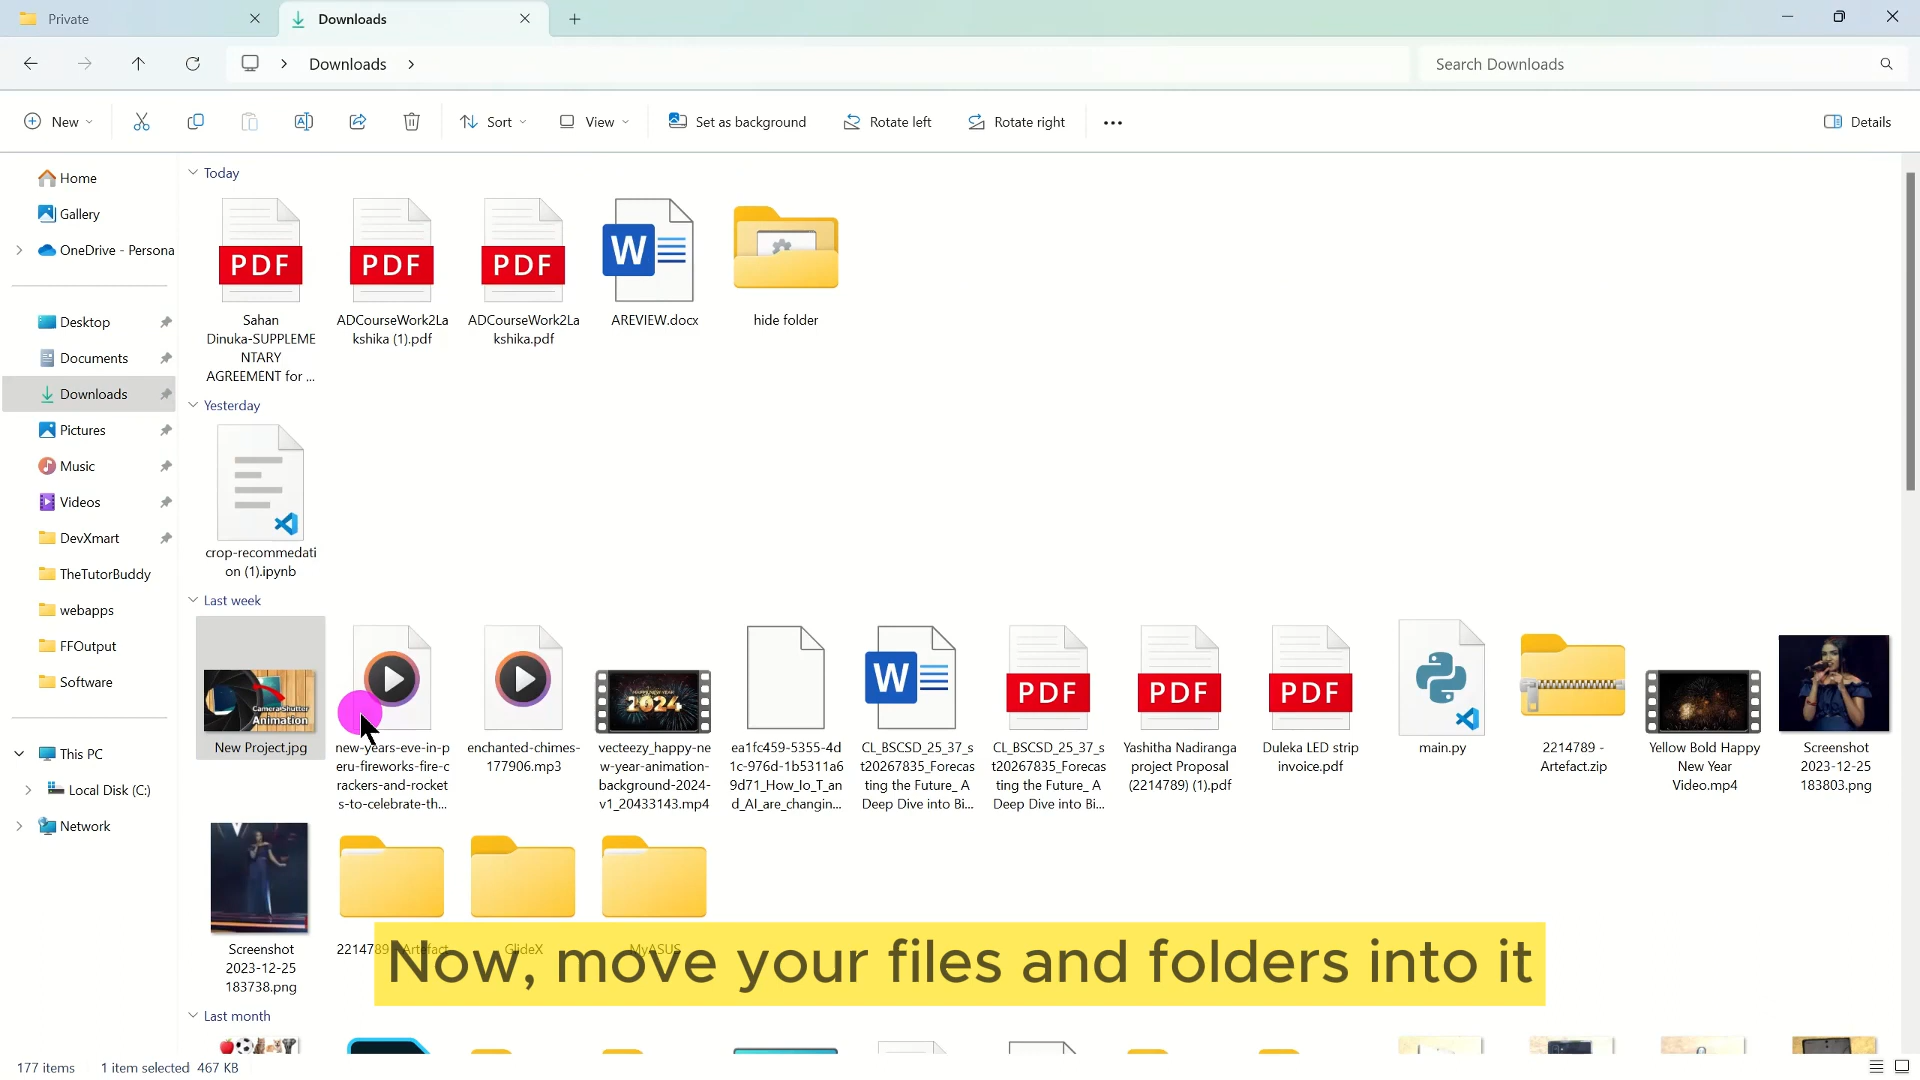 Private
Downloads
Downloads
Search Downloads
New
Sort
View
Set as background
Rotate left
Rotate right
Details
Home
Gallery
OneDrive - Persona
Desktop
Documents
Downloads
Pictures
Music
Videos
DevXmart
TheTutorBuddy
webapps
FFOutput
Software
This PC
Local Disk (C:)
Network
Today
PDF
PDF
PDF
W
Sahan
Dinuka-SUPPLEME
NTARY
AGREEMENT for ...
ADCourseWork2La
kshika (1).pdf
ADCourseWork2La
kshika.pdf
AREVIEW.docx
hide folder
Yesterday
crop-recommedati
on (1).ipynb
Last week
Camera Shutter
Animation
New Project.jpg
new-years-eve-in-p
eru-fireworks-fire-c
rackers-and-rocket
s-to-celebrate-th...
enchanted-chimes-
177906.mp3
2024
vecteezy_happy-ne
w-year-animation-
background-2024-
v1_20433143.mp4
ea1fc459-5355-4d
1c-976d-1b5311a6
9d71_How_Io_T_an
d_AI_are_changin...
W
CL_BSCSD_25_37_s
t20267835_Forecas
ting the Future_ A
Deep Dive into Bi...
PDF
CL_BSCSD_25_37_s
t20267835_Forecas
ting the Future_ A
Deep Dive into Bi...
PDF
Yashitha Nadiranga
project Proposal
(2214789) (1).pdf
PDF
Duleka LED strip
invoice.pdf
main.py
2214789 -
Artefact.zip
Yellow Bold Happy
New Year
Video.mp4
Screenshot
2023-12-25
183803.png
Screenshot
2023-12-25
183738.png
2214789 - Artefact
GlideX
MyASUS
Now, move your files and folders into it
Last month
177 items
1 item selected 467 KB